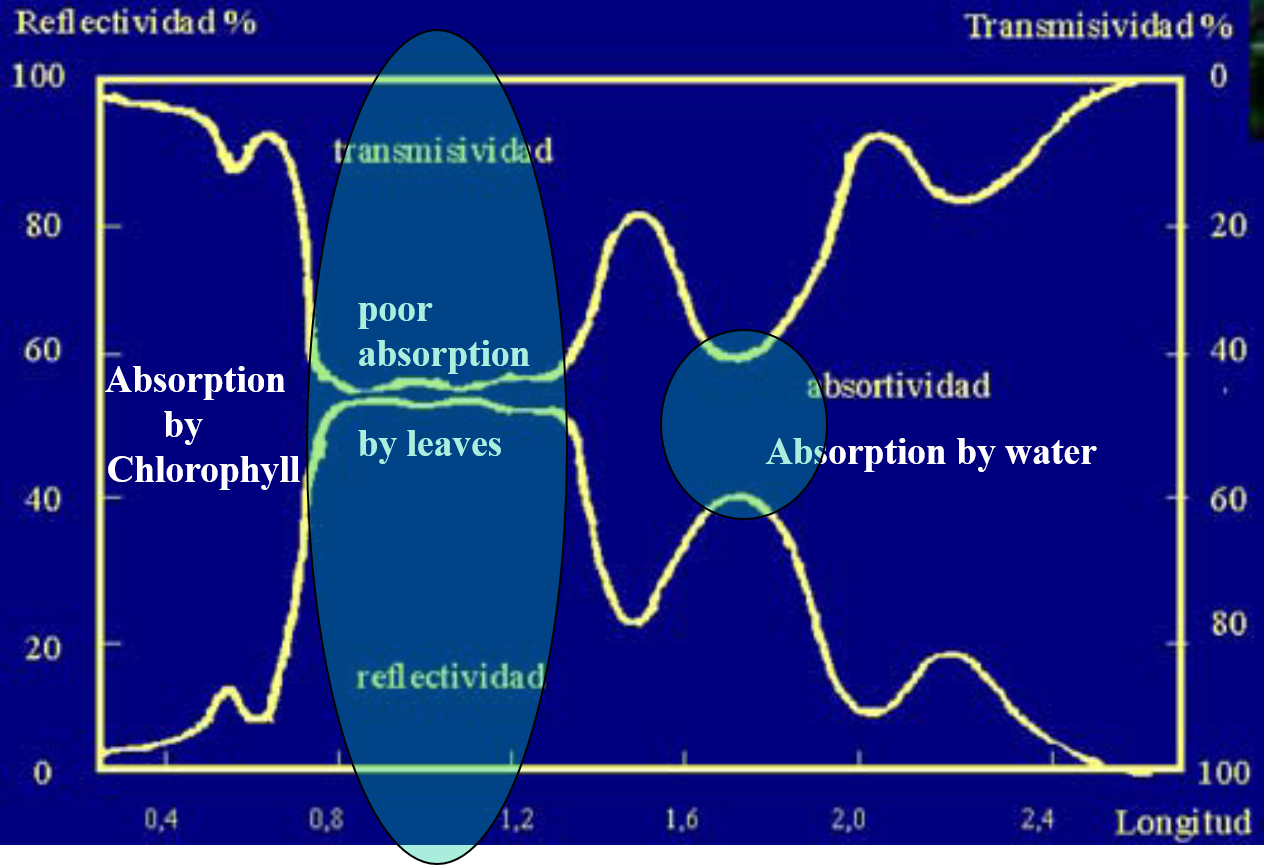 Reflectividad %
Transmisividad %
100
0
transmisividad
80
20
poor
absorption
60
40
Absorption
by
Chlorophyll
absortividad
by leaves
Absorption by water
40
60
20
80
reflectividad
0
100
0,4
0,8
1,2
1,6
2,0
2,4
Longitud